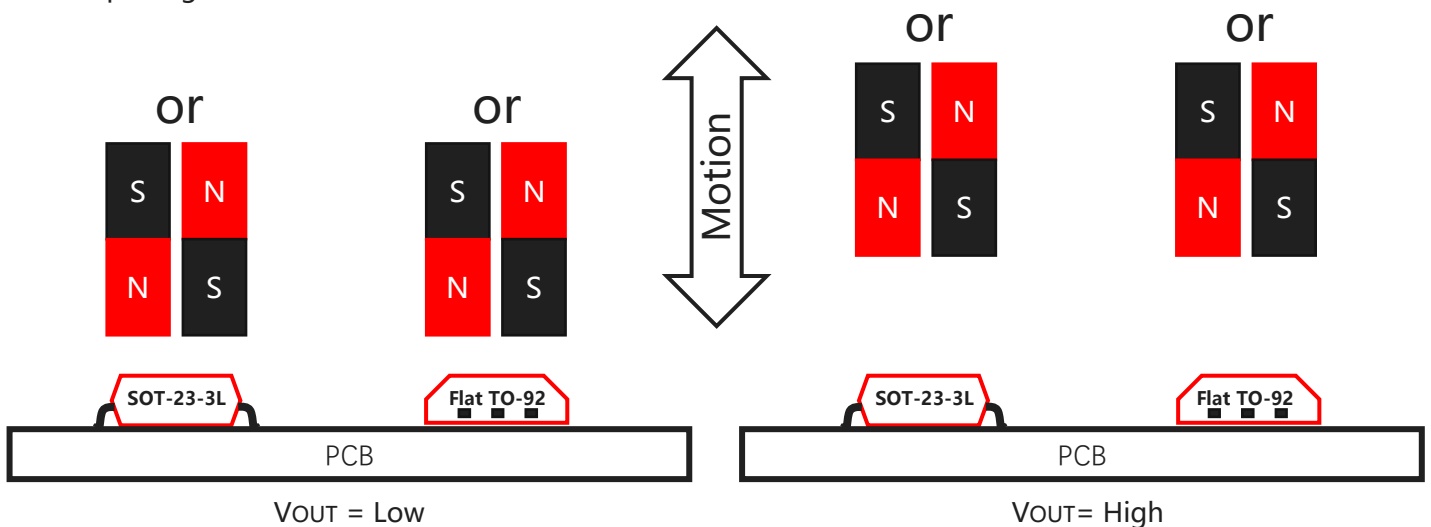 or or
S N S N
or or
S N S N
Motion
N S N S
N S N S
SOT-23-3L Flat TO-92 SOT-23-3L Flat TO-92
PCB PCB
VOUT = Low VOUT= High